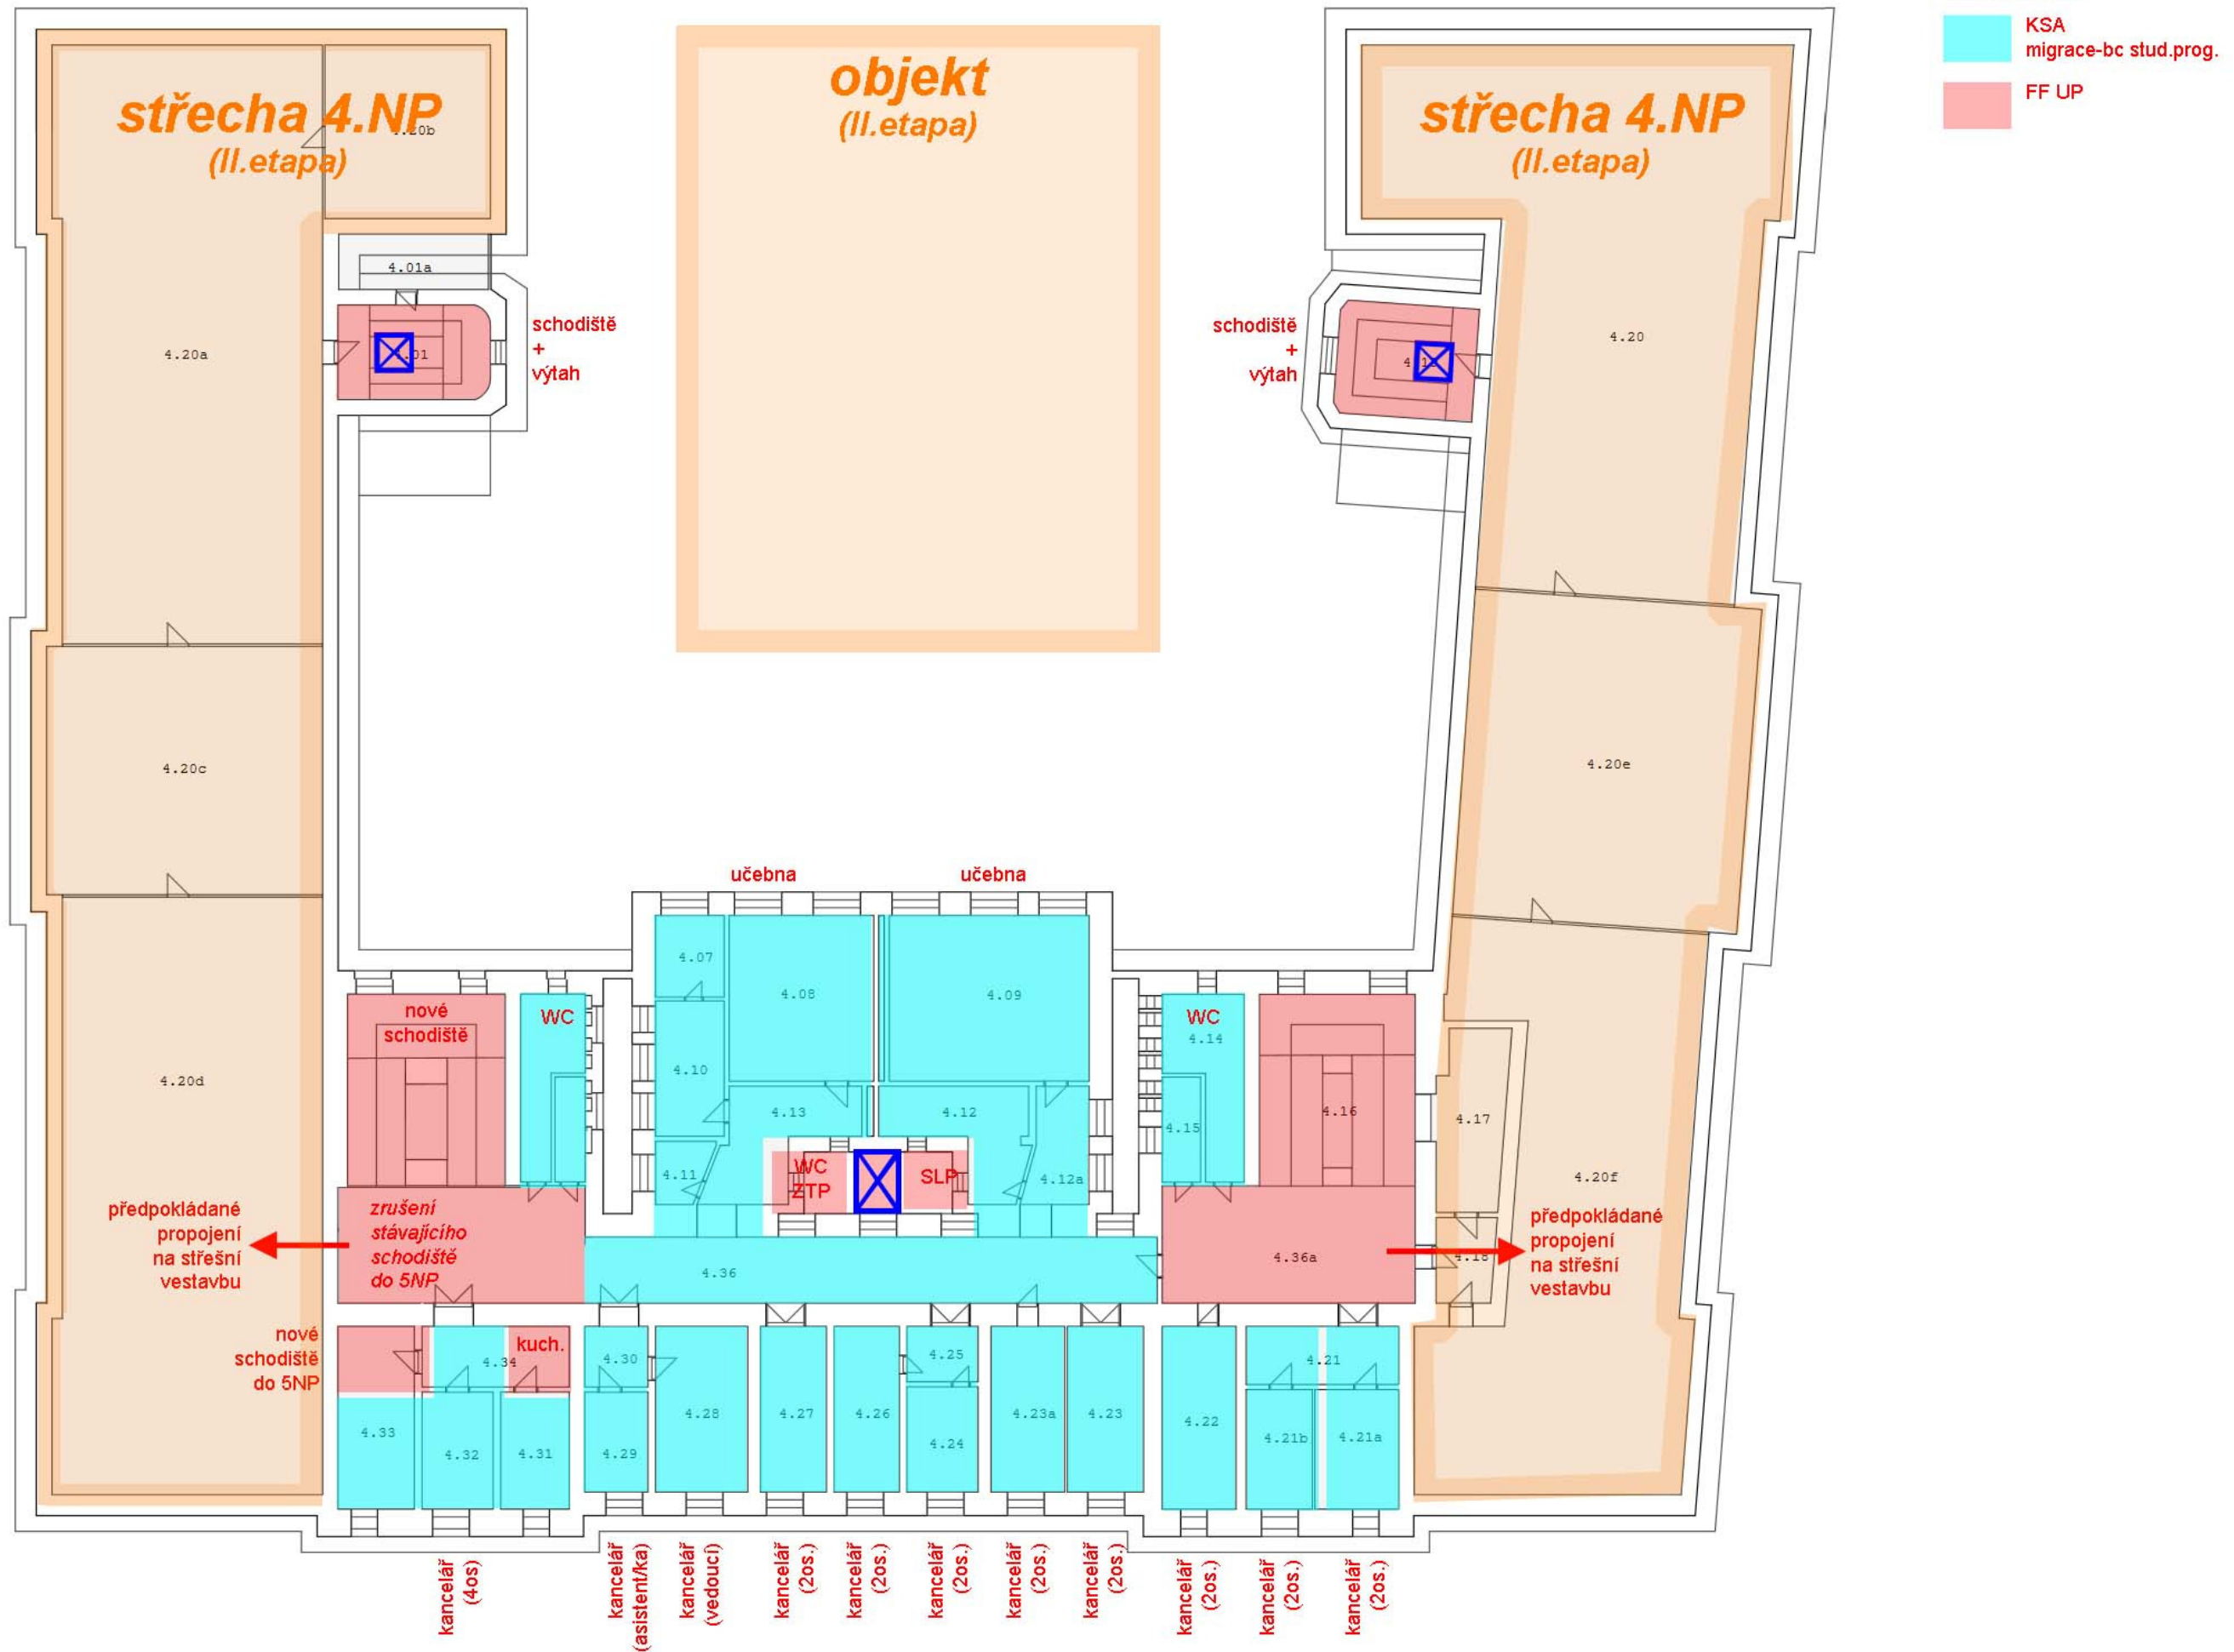 KSA
migrace-bc stud.prog.
FF UP
střecha 4.NP
(II.etapa)
4.20b
objekt
(II.etapa)
střecha 4.NP
(II.etapa)
4.01a
schodiště
+
výtah
schodiště
+
výtah
4.20a
4.20
4.20c
4.20e
učebna
učebna
4.07
4.08
4.09
nové
schodiště
WC
WC
4.14
4.10
4.20d
4.13
4.12
4.16
4.15
4.17
4.11
WC
ZTP
SLP
4.12a
4.20f
předpokládané
propojení
na střešní
vestavbu
zrušení
stávajícího
schodiště
do 5NP
4.36
4.36a
4.18
předpokládané
propojení
na střešní
vestavbu
nové
schodiště
do 5NP
kuch.
4.34
4.30
4.25
4.21
4.33
4.32
4.31
4.29
4.28
4.27
4.26
4.24
4.23a
4.23
4.22
4.21b
4.21a
kancelář
(4os)
kancelář
(asistent/ka)
kancelář
(vedoucí)
kancelář
(2os.)
kancelář
(2os.)
kancelář
(2os.)
kancelář
(2os.)
kancelář
(2os.)
kancelář
(2os.)
kancelář
(2os.)
kancelář
(2os.)